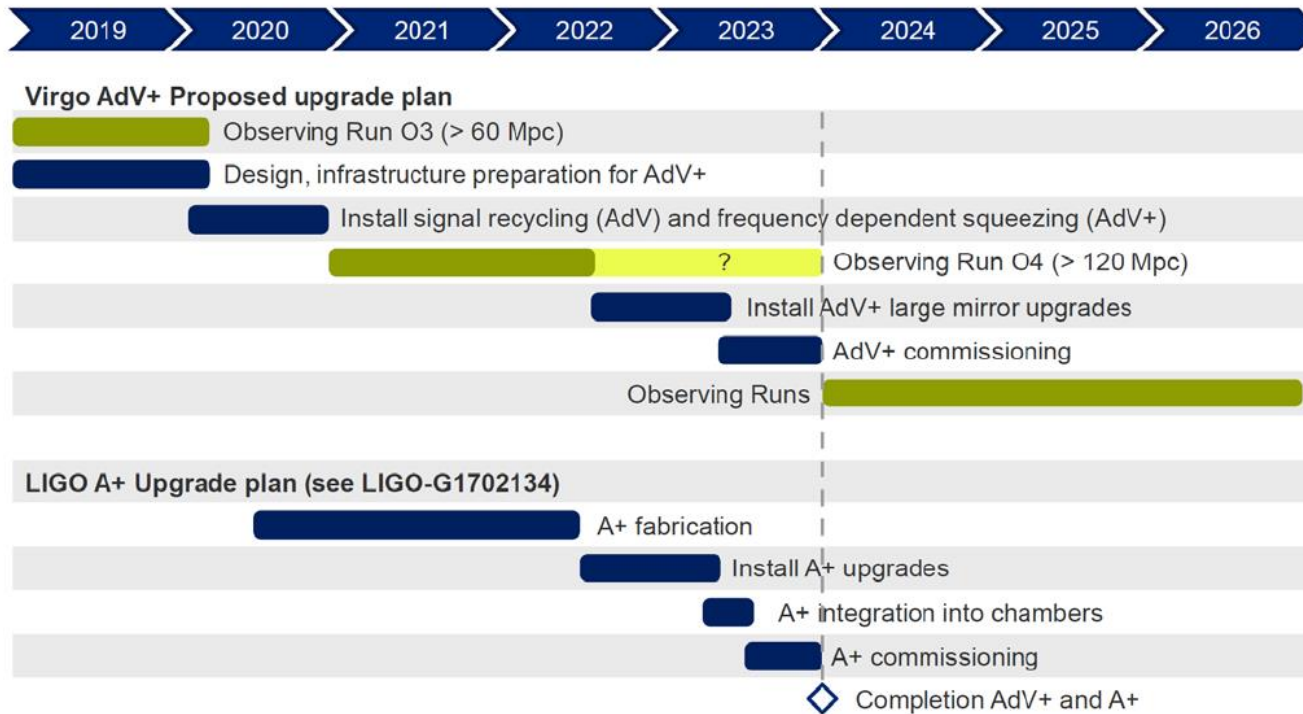 2019 2020 2021 2022 2023 2024 2025 2026
Virgo AdV+ Proposed upgrade plan
Observing Run O3 (> 60 Mpc)
Design, infrastructure preparation for AdV+
Install signal recycling (AdV) and frequency dependent squeezing (AdV+)
? Observing Run O4 (> 120 Mpc)
Install AdV+ large mirror upgrades
AdV+ commissioning
Observing Runs
LIGO A+ Upgrade plan (see LIGO-G1702134)
A+ fabrication
Install A+ upgrades
A+ integration into chambers
A+ commissioning
Completion AdV+ and A+